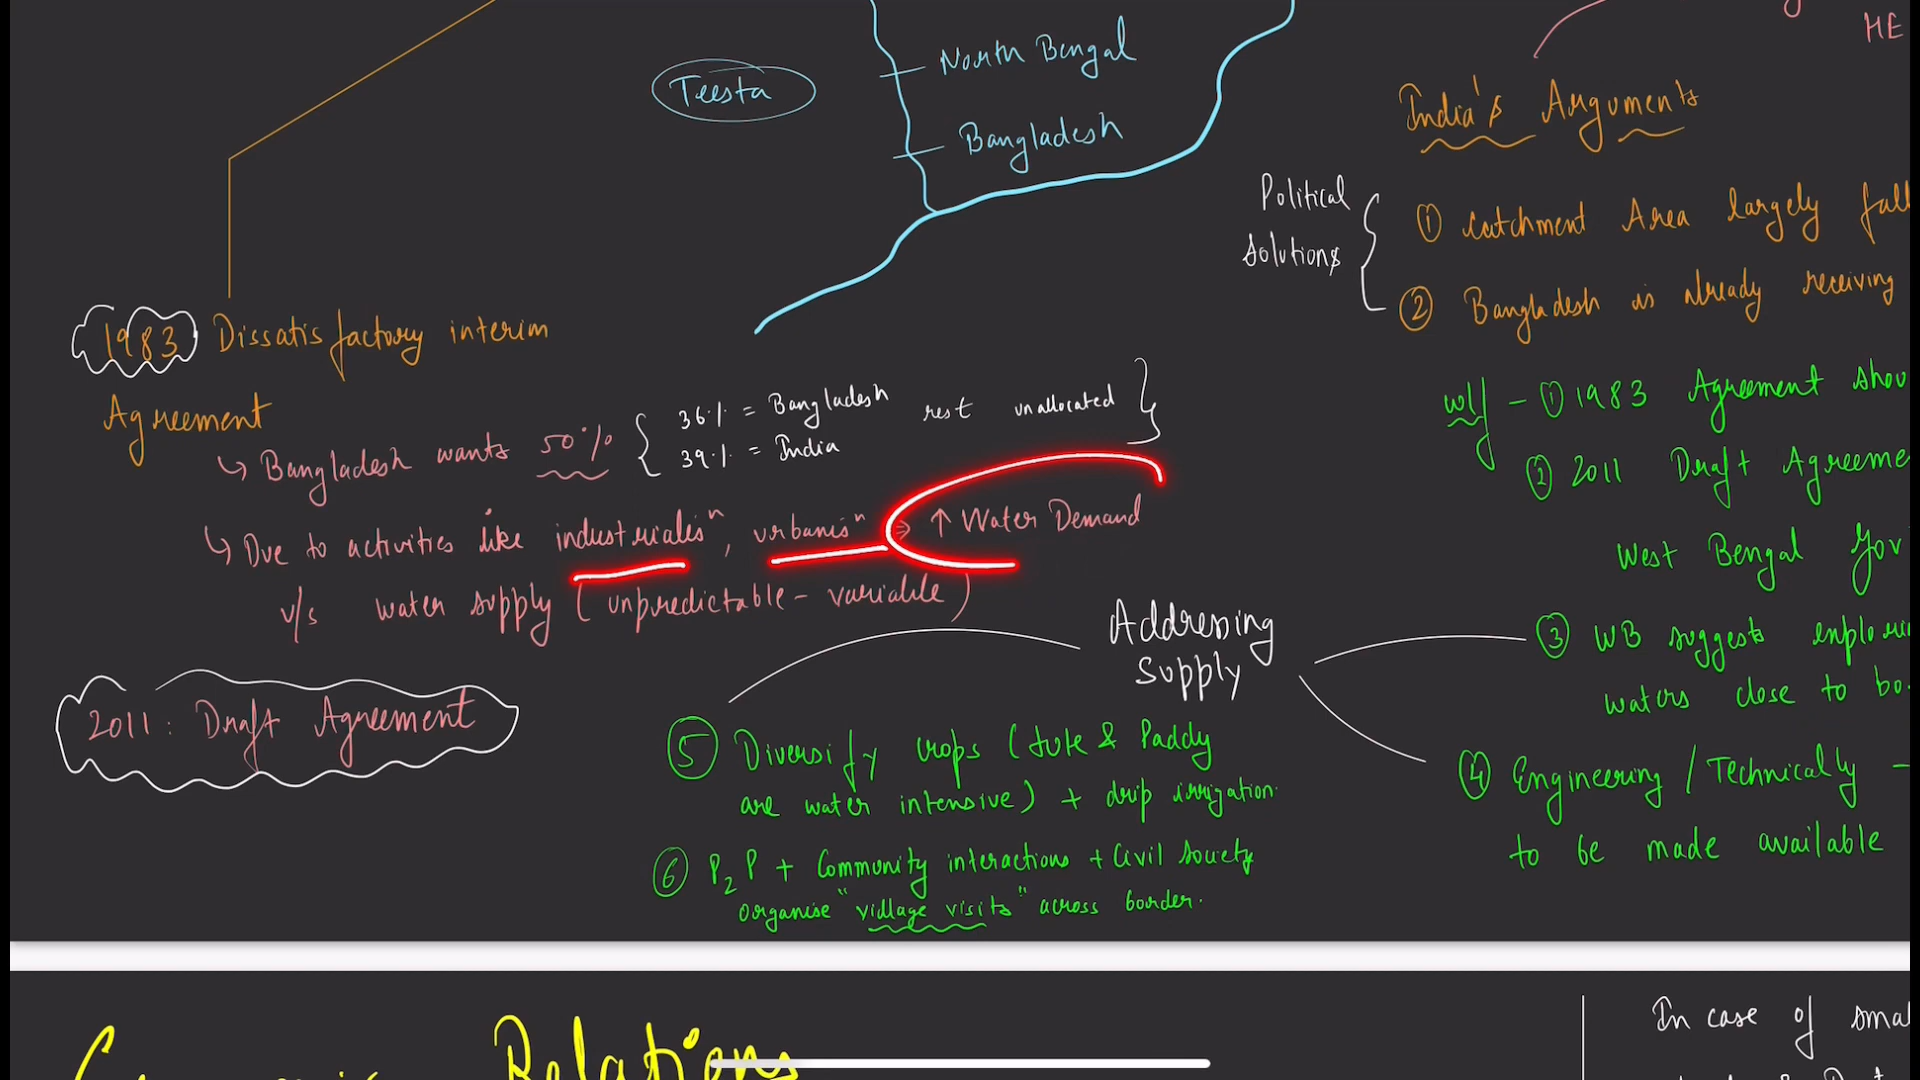 North Bengal
Teesta
Bangladesh
HE
India's Arguments
Political
Solutions
① Catchment Area largely fall
② Bangladesh is already receiving
1983 Dissatisfactory interim
Agreement
↳ Bangladesh wants 50%
36% = Bangladesh
39% = India
rest unallocated
↳ Due to activities like industrialisⁿ, urbanisⁿ ⇒ ↑ Water Demand
v/s water supply (unpredictable - variable)
2011: Draft Agreement
wf - ① 1983 Agreement shou
② 2011 Draft Agreeme
West Bengal Gov
③ WB suggests explori
waters close to bo
④ Engineering / Technically -
to be made available
Addressing
Supply
⑤ Diversify crops (Jute & Paddy
are water intensive) + drip irrigation.
⑥ P2P + Community interactions + Civil Society
organise "village visits" across border.
Relations
In case of smal